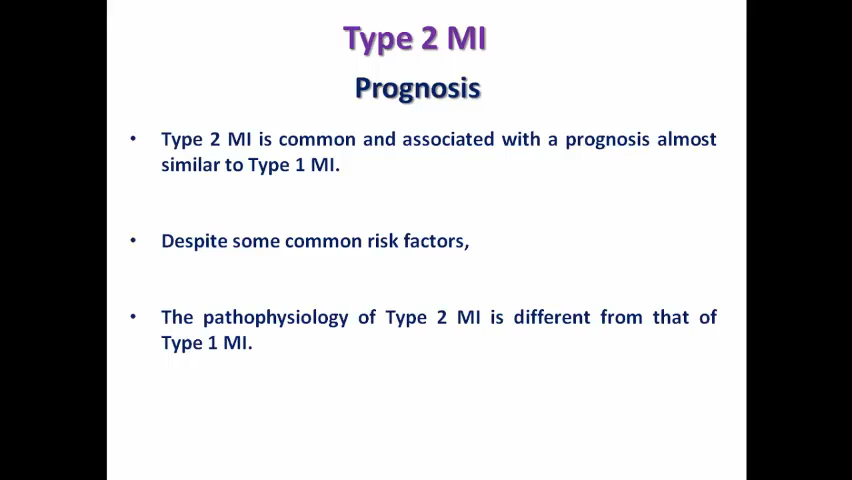 Type 2 MI
Prognosis
• Type 2 MI is common and associated with a prognosis almost
similar to Type 1 MI.
• Despite some common risk factors,
• The pathophysiology of Type 2 MI is different from that of
Type 1 MI.